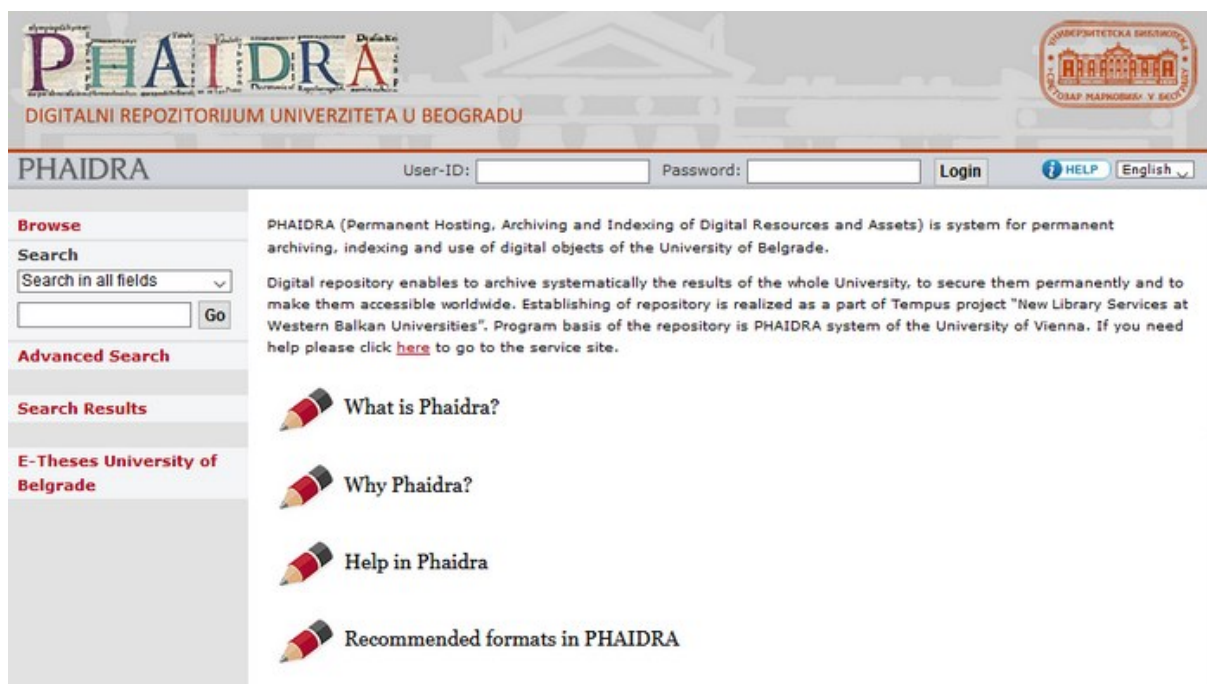 PHAIDRA
DIGITALNI REPOZITORIJUM UNIVERZITETA U BEOGRADU
УНИВЕРЗИТЕТСКА БИБЛИОТЕКА
СВЕТОЗАР МАРКОВИЋ У БЕОГРАДУ
PHAIDRA
User-ID:
Password:
Login
HELP
English
Browse
Search
Search in all fields
Go
Advanced Search
Search Results
E-Theses University of
Belgrade
PHAIDRA (Permanent Hosting, Archiving and Indexing of Digital Resources and Assets) is system for permanent
archiving, indexing and use of digital objects of the University of Belgrade.
Digital repository enables to archive systematically the results of the whole University, to secure them permanently and to
make them accessible worldwide. Establishing of repository is realized as a part of Tempus project "New Library Services at
Western Balkan Universities". Program basis of the repository is PHAIDRA system of the University of Vienna. If you need
help please click here to go to the service site.
What is Phaidra?
Why Phaidra?
Help in Phaidra
Recommended formats in PHAIDRA